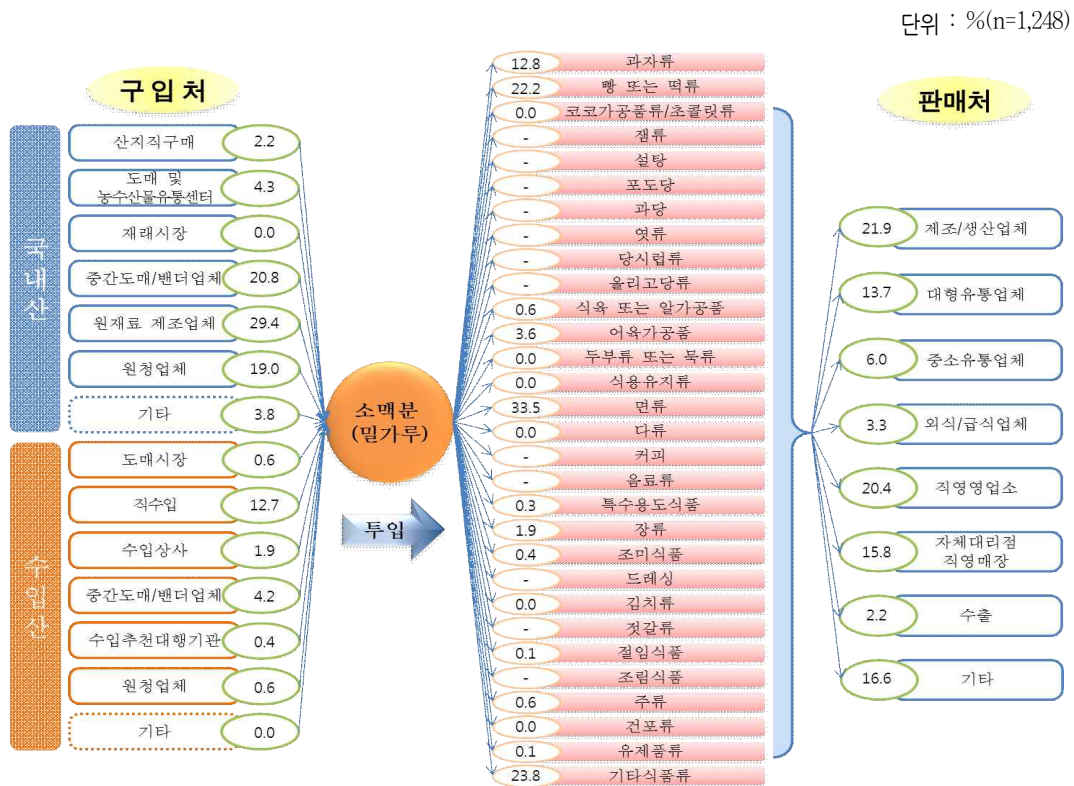 단위 : %(n=1,248)
구입처
국내산
산지직구매 2.2
도매 및
농수산물유통센터 4.3
재래시장 0.0
중간도매/밴더업체 20.8
원재료 제조업체 29.4
원청업체 19.0
기타 3.8
수입산
도매시장 0.6
직수입 12.7
수입상사 1.9
중간도매/밴더업체 4.2
수입추천대행기관 0.4
원청업체 0.6
기타 0.0
소맥분
(밀가루)
투입
12.8 과자류
22.2 빵 또는 떡류
0.0 코코가공품류/초콜릿류
- 잼류
- 설탕
- 포도당
- 과당
- 엿류
- 당시럽류
- 올리고당류
0.6 식육 또는 알가공품
3.6 어육가공품
0.0 두부류 또는 묵류
0.0 식용유지류
33.5 면류
0.0 다류
- 커피
- 음료류
0.3 특수용도식품
1.9 장류
0.4 조미식품
- 드레싱
0.0 김치류
- 젓갈류
0.1 절임식품
- 조림식품
0.6 주류
0.0 건포류
0.1 유제품류
23.8 기타식품류
판매처
21.9 제조/생산업체
13.7 대형유통업체
6.0 중소유통업체
3.3 외식/급식업체
20.4 직영영업소
15.8 자체대리점
직영매장
2.2 수출
16.6 기타